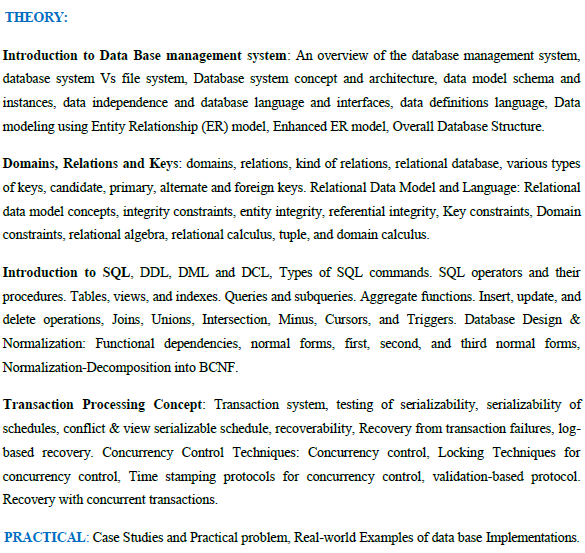 THEORY:
Introduction to Data Base management system: An overview of the database management system,
database system Vs file system, Database system concept and architecture, data model schema and
instances, data independence and database language and interfaces, data definitions language, Data
modeling using Entity Relationship (ER) model, Enhanced ER model, Overall Database Structure.
Domains, Relations and Keys: domains, relations, kind of relations, relational database, various types
of keys, candidate, primary, alternate and foreign keys. Relational Data Model and Language: Relational
data model concepts, integrity constraints, entity integrity, referential integrity, Key constraints, Domain
constraints, relational algebra, relational calculus, tuple, and domain calculus.
Introduction to SQL, DDL, DML and DCL, Types of SQL commands. SQL operators and their
procedures. Tables, views, and indexes. Queries and subqueries. Aggregate functions. Insert, update, and
delete operations, Joins, Unions, Intersection, Minus, Cursors, and Triggers. Database Design &
Normalization: Functional dependencies, normal forms, first, second, and third normal forms,
Normalization-Decomposition into BCNF.
Transaction Processing Concept: Transaction system, testing of serializability, serializability of
schedules, conflict & view serializable schedule, recoverability, Recovery from transaction failures, log-
based recovery. Concurrency Control Techniques: Concurrency control, Locking Techniques for
concurrency control, Time stamping protocols for concurrency control, validation-based protocol.
Recovery with concurrent transactions.
PRACTICAL: Case Studies and Practical problem, Real-world Examples of data base Implementations.